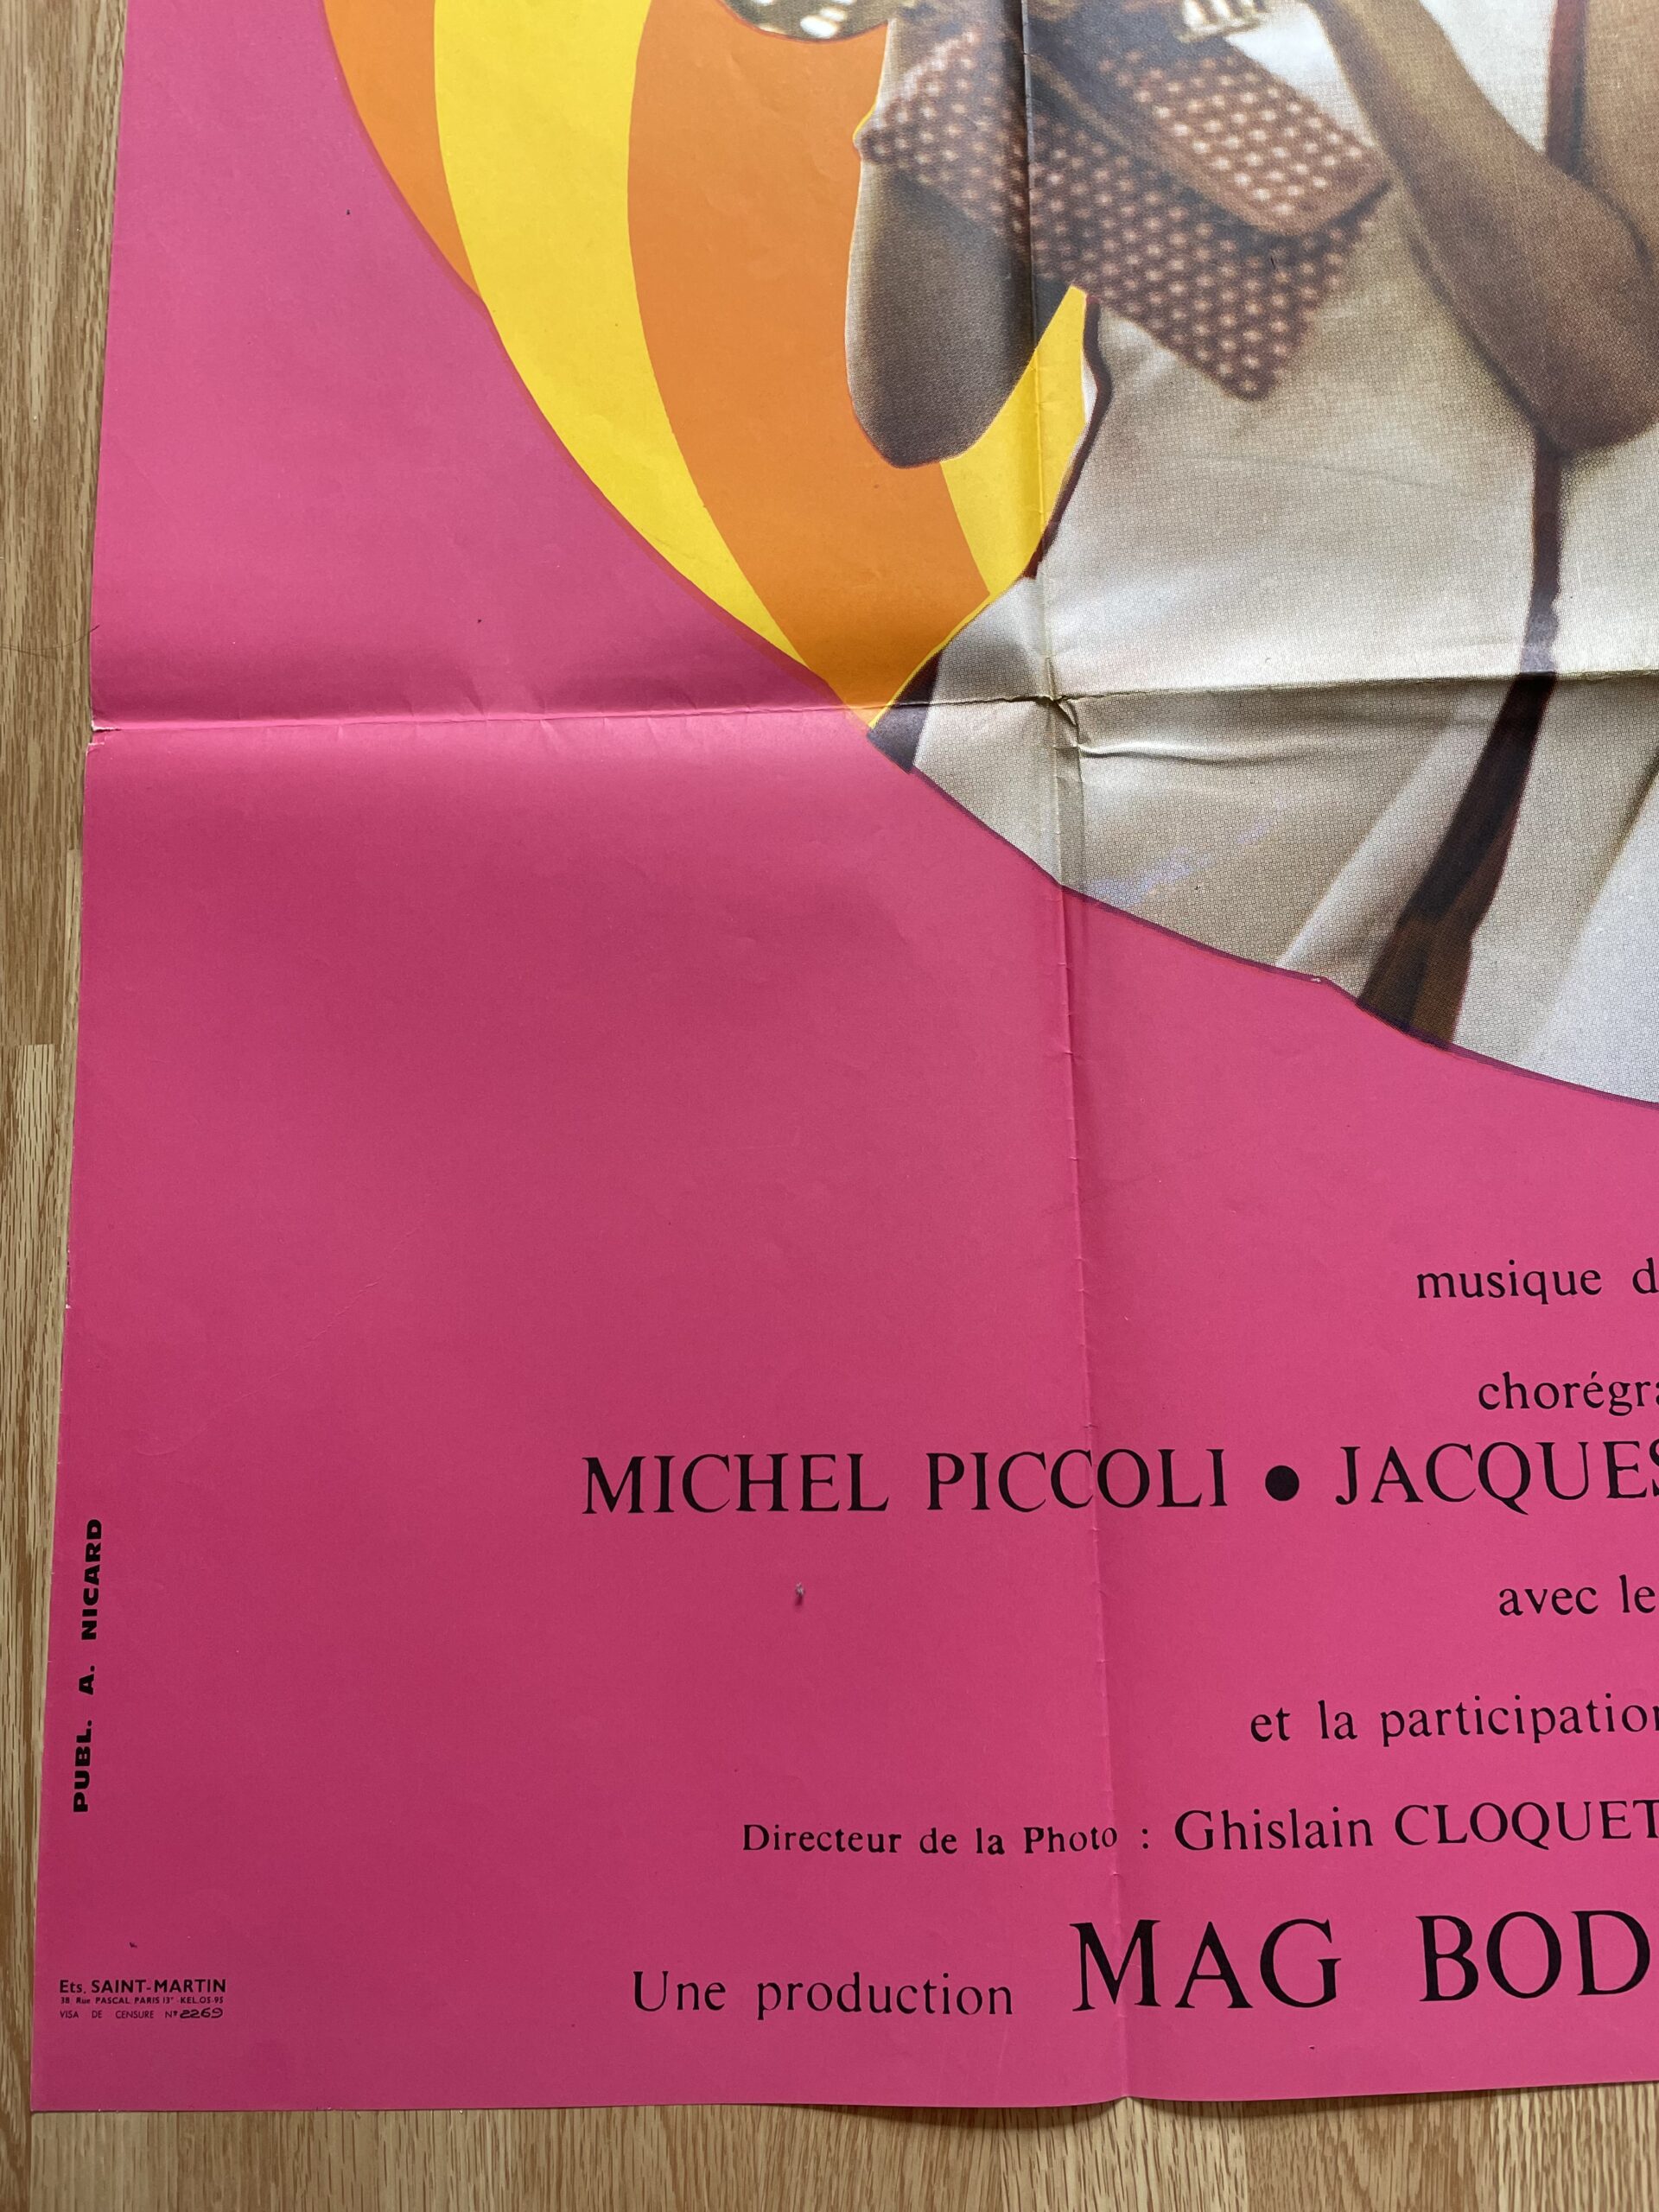 musique d
chorégra
MICHEL PICCOLI • JACQUES
avec le
et la participation
Directeur de la Photo : Ghislain CLOQUET
Une production MAG BOD
PUBL. A. NICARD
Ets. SAINT-MARTIN
38 Rue PASCAL PARIS 13e - KEL.05-95
VISA DE CENSURE N° 2269